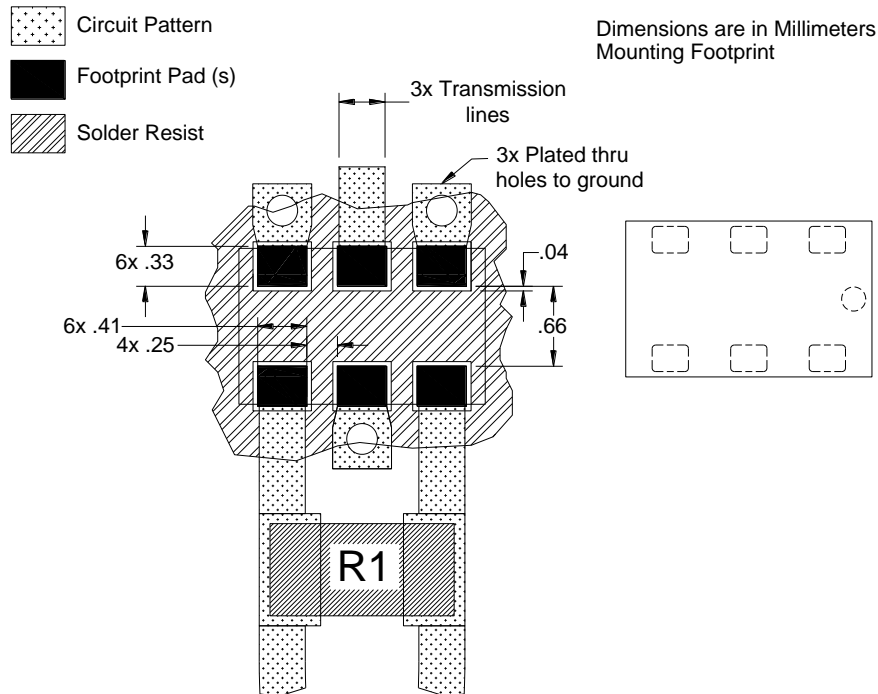 Circuit Pattern
Dimensions are in Millimeters
Mounting Footprint
Footprint Pad (s)
3x Transmission
lines
Solder Resist
3x Plated thru
holes to ground
6x .33
.04
6x .41
.66
4x .25
R1